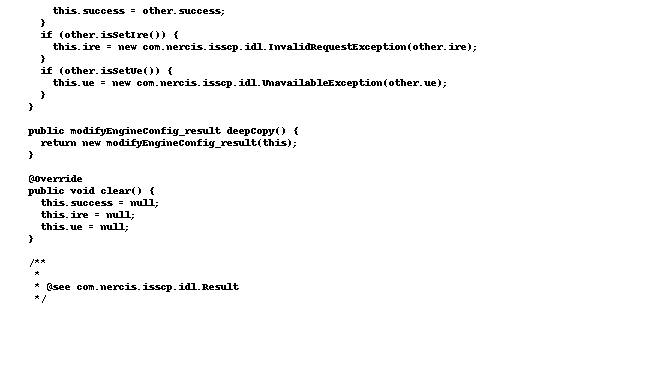 this.success = other.success;
}
if (other.isSetIre()) {
this.ire = new com.nercis.isscp.idl.InvalidRequestException(other.ire);
}
if (other.isSetUe()) {
this.ue = new com.nercis.isscp.idl.UnavailableException(other.ue);
}
}
public modifyEngineConfig_result deepCopy() {
return new modifyEngineConfig_result(this);
}
@Override
public void clear() {
this.success = null;
this.ire = null;
this.ue = null;
}
/**
*
* @see com.nercis.isscp.idl.Result
*/